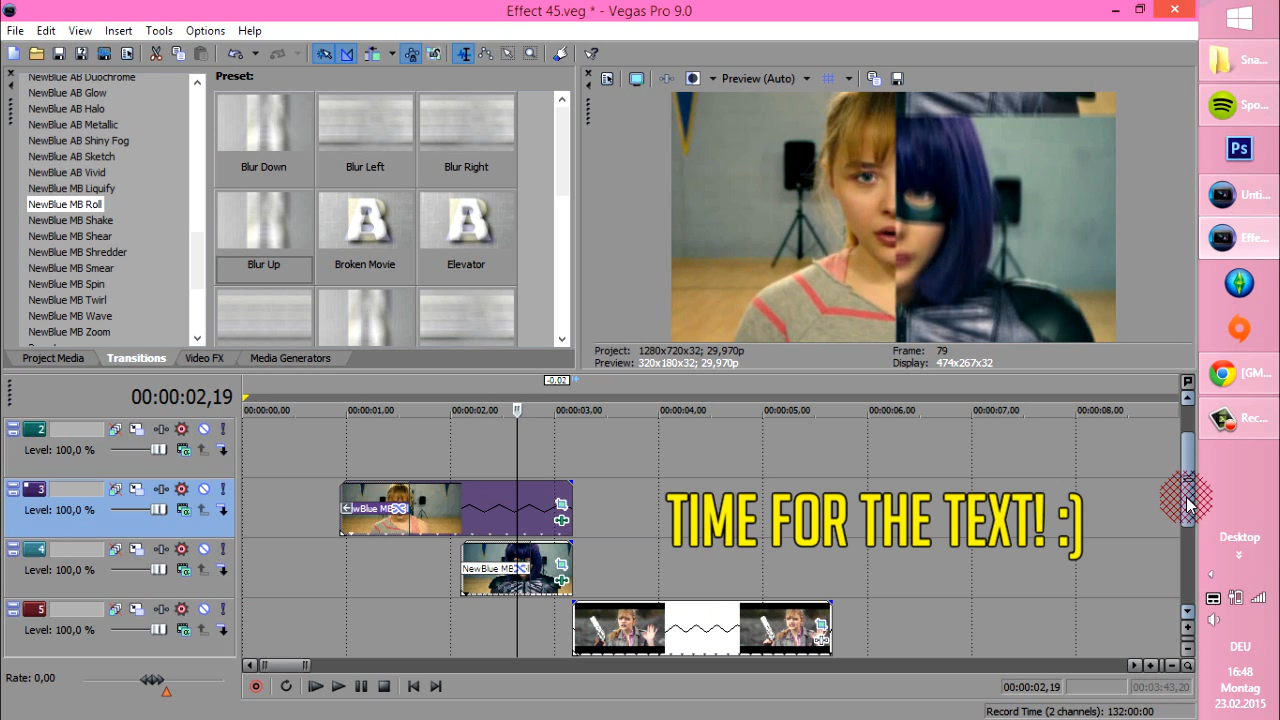 Effect 45.veg * - Vegas Pro 9.0
File Edit View Insert Tools Options Help
NewBlue AB Duochrome
NewBlue AB Glow
NewBlue AB Halo
NewBlue AB Metallic
NewBlue AB Shiny Fog
NewBlue AB Sketch
NewBlue AB Vivid
NewBlue MB Liquify
NewBlue MB Roll
NewBlue MB Shake
NewBlue MB Shear
NewBlue MB Shredder
NewBlue MB Smear
NewBlue MB Spin
NewBlue MB Twirl
NewBlue MB Wave
NewBlue MB Zoom
Preset:
Blur Down Blur Left Blur Right
B B
Blur Up Broken Movie Elevator
Project Media Transitions Video FX Media Generators
Preview (Auto)
Project: 1280x720x32; 29,970p Frame: 79
Preview: 320x180x32; 29,970p Display: 474x267x32
-0.02
00:00:02,19
00:00:00,00 00:00:01,00 00:00:02,00 00:00:03,00 00:00:04,00 00:00:05,00 00:00:06,00 00:00:07,00 00:00:08,00
2
Level: 100,0 %
3
Level: 100,0 %
4
Level: 100,0 %
NewBlue MB
5
Level: 100,0 %
TIME FOR THE TEXT! :)
Rate: 0,00
00:00:02,19 00:03:43,20
Record Time (2 channels): 132:00:00
Sna...
Spo...
Ps
Unti...
Effe...
[GM...
Rec...
Desktop
DEU
16:48
Montag
23.02.2015